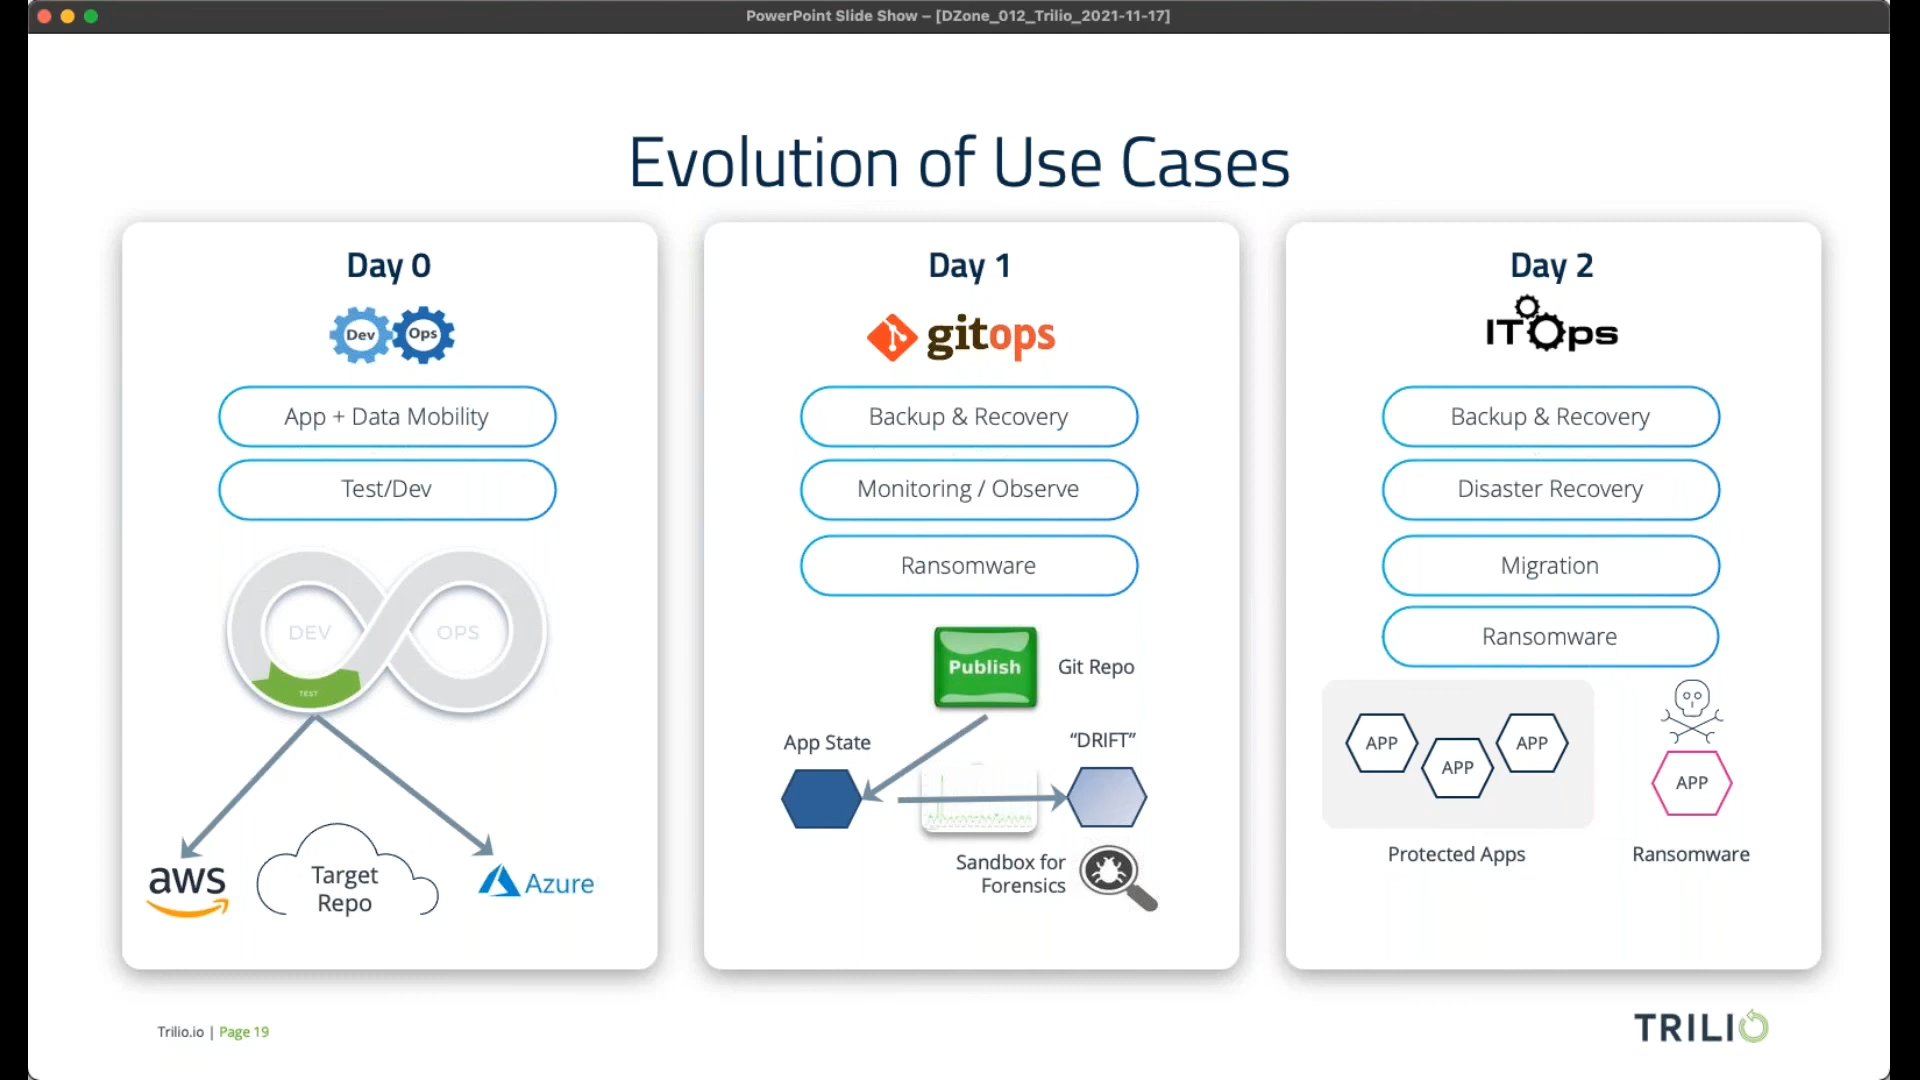 PowerPoint Slide Show – [DZone_012_Trilio_2021-11-17]
Evolution of Use Cases
Day 0
Dev Ops
App + Data Mobility
Test/Dev
DEV
OPS
TEST
aws
Target
Repo
Azure
Day 1
gitops
Backup & Recovery
Monitoring / Observe
Ransomware
Publish
Git Repo
App State
“DRIFT”
Sandbox for
Forensics
Day 2
ITOps
Backup & Recovery
Disaster Recovery
Migration
Ransomware
APP
APP
APP
APP
Protected Apps
Ransomware
Trilio.io | Page 19
TRILIO